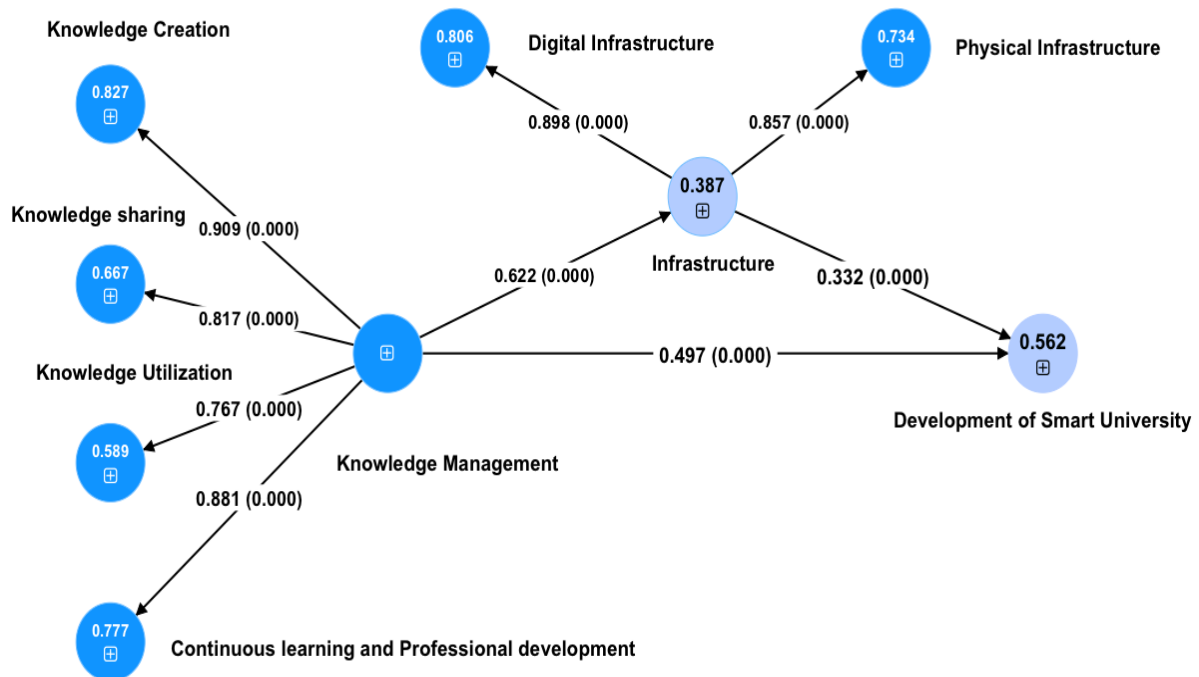 Knowledge Creation
0.827
0.806
Digital Infrastructure
0.734
Physical Infrastructure
0.898 (0.000)
0.857 (0.000)
0.387
Infrastructure
Knowledge sharing
0.909 (0.000)
0.667
0.817 (0.000)
0.622 (0.000)
0.332 (0.000)
0.497 (0.000)
0.562
Development of Smart University
Knowledge Utilization
0.767 (0.000)
0.589
Knowledge Management
0.881 (0.000)
0.777
Continuous learning and Professional development